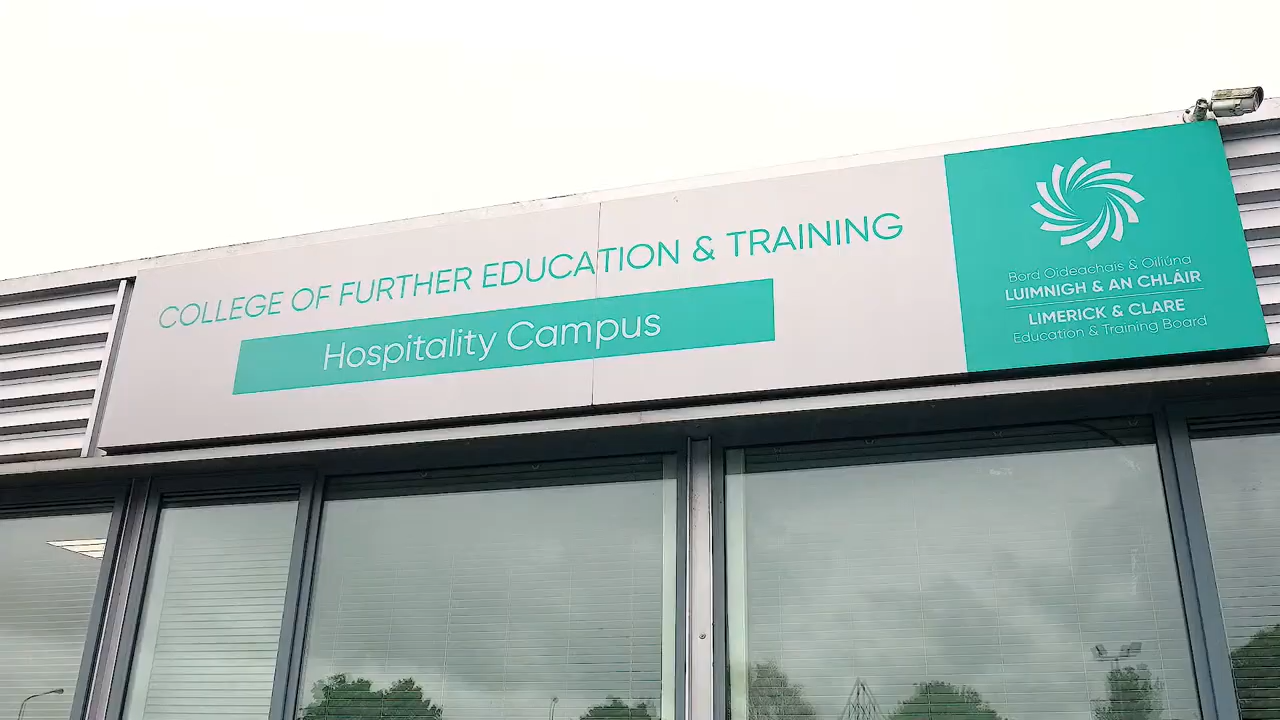 COLLEGE OF FURTHER EDUCATION & TRAINING
Hospitality Campus
Bord Oideachais & Oiliúna
LUIMNIGH & AN CHLÁIR
LIMERICK & CLARE
Education & Training Board